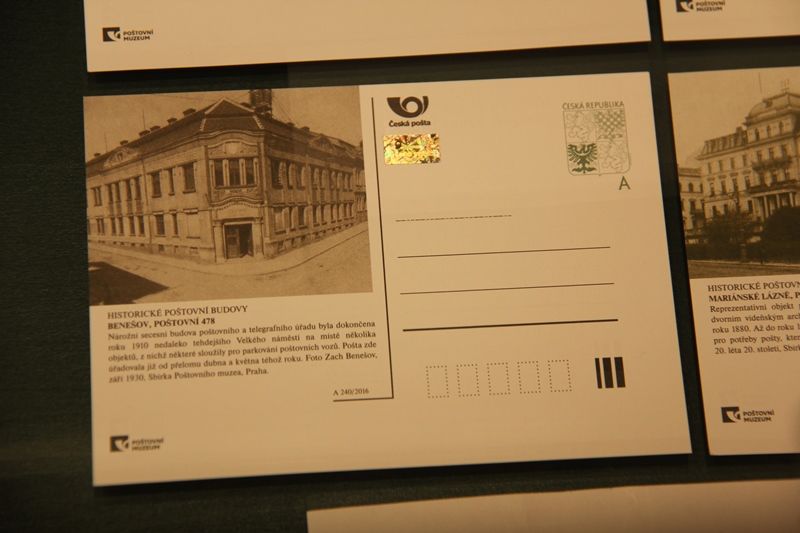 POŠTOVNÍ
MUZEUM
POŠTOVNÍ
MUZEUM
Česká pošta
ČESKÁ REPUBLIKA
A
HISTORICKÉ POŠTOVNÍ BUDOVY
BENEŠOV, POŠTOVNÍ 478
Nárožní secesní budova poštovního a telegrafního úřadu byla dokončena
roku 1910 nedaleko tehdejšího Velkého náměstí na místě několika
objektů, z nichž některé sloužily pro parkování poštovních vozů. Pošta zde
úřadovala již od přelomu dubna a května téhož roku. Foto Zach Benešov,
září 1930, Sbírka Poštovního muzea, Praha.
A 240/2016
POŠTOVNÍ
MUZEUM
HISTORICKÉ POŠTOVN
MARIÁNSKÉ LÁZNĚ, P
Reprezentativní objekt
dvorním vídeňským arch
roku 1880. Až do roku 1
pro potřeby pošty, kte
20. léta 20. století, Sbír
POŠTOVNÍ
MUZEUM